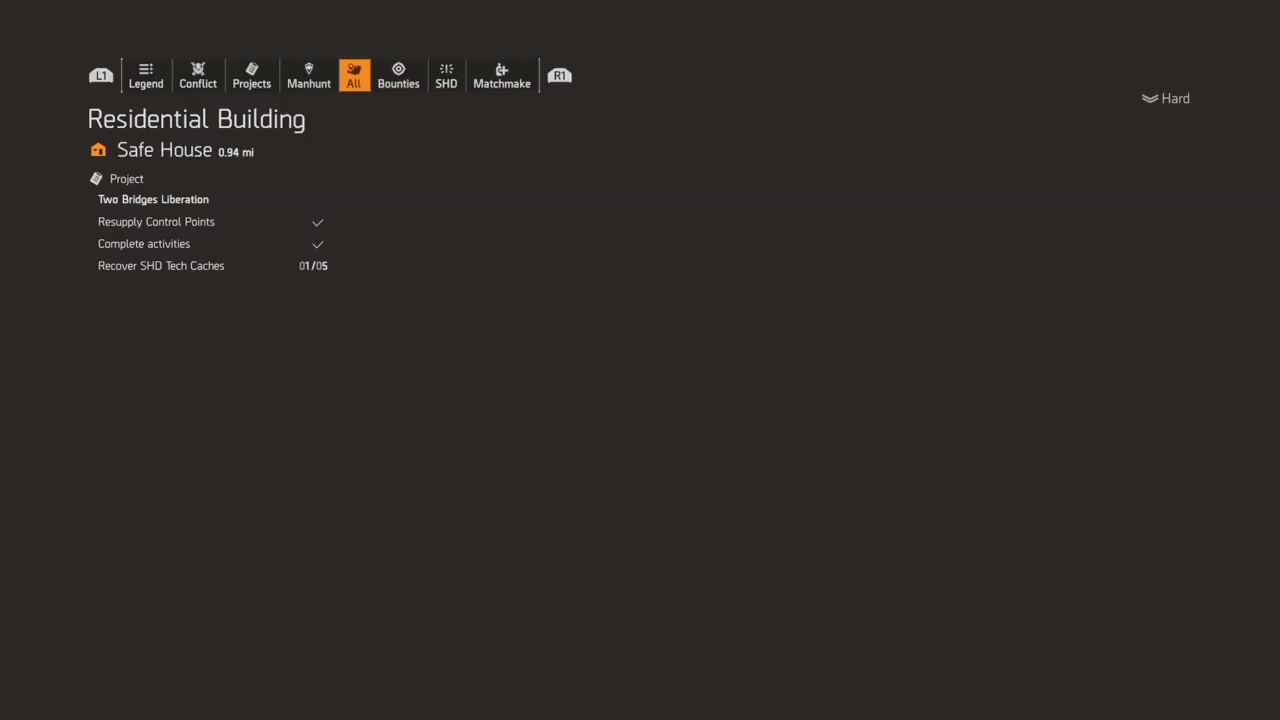 L1 Legend Conflict Projects Manhunt All Bounties SHD Matchmake R1
Hard
Residential Building
Safe House 0.94 mi
Project
Two Bridges Liberation
Resupply Control Points
Complete activities
Recover SHD Tech Caches 01/05